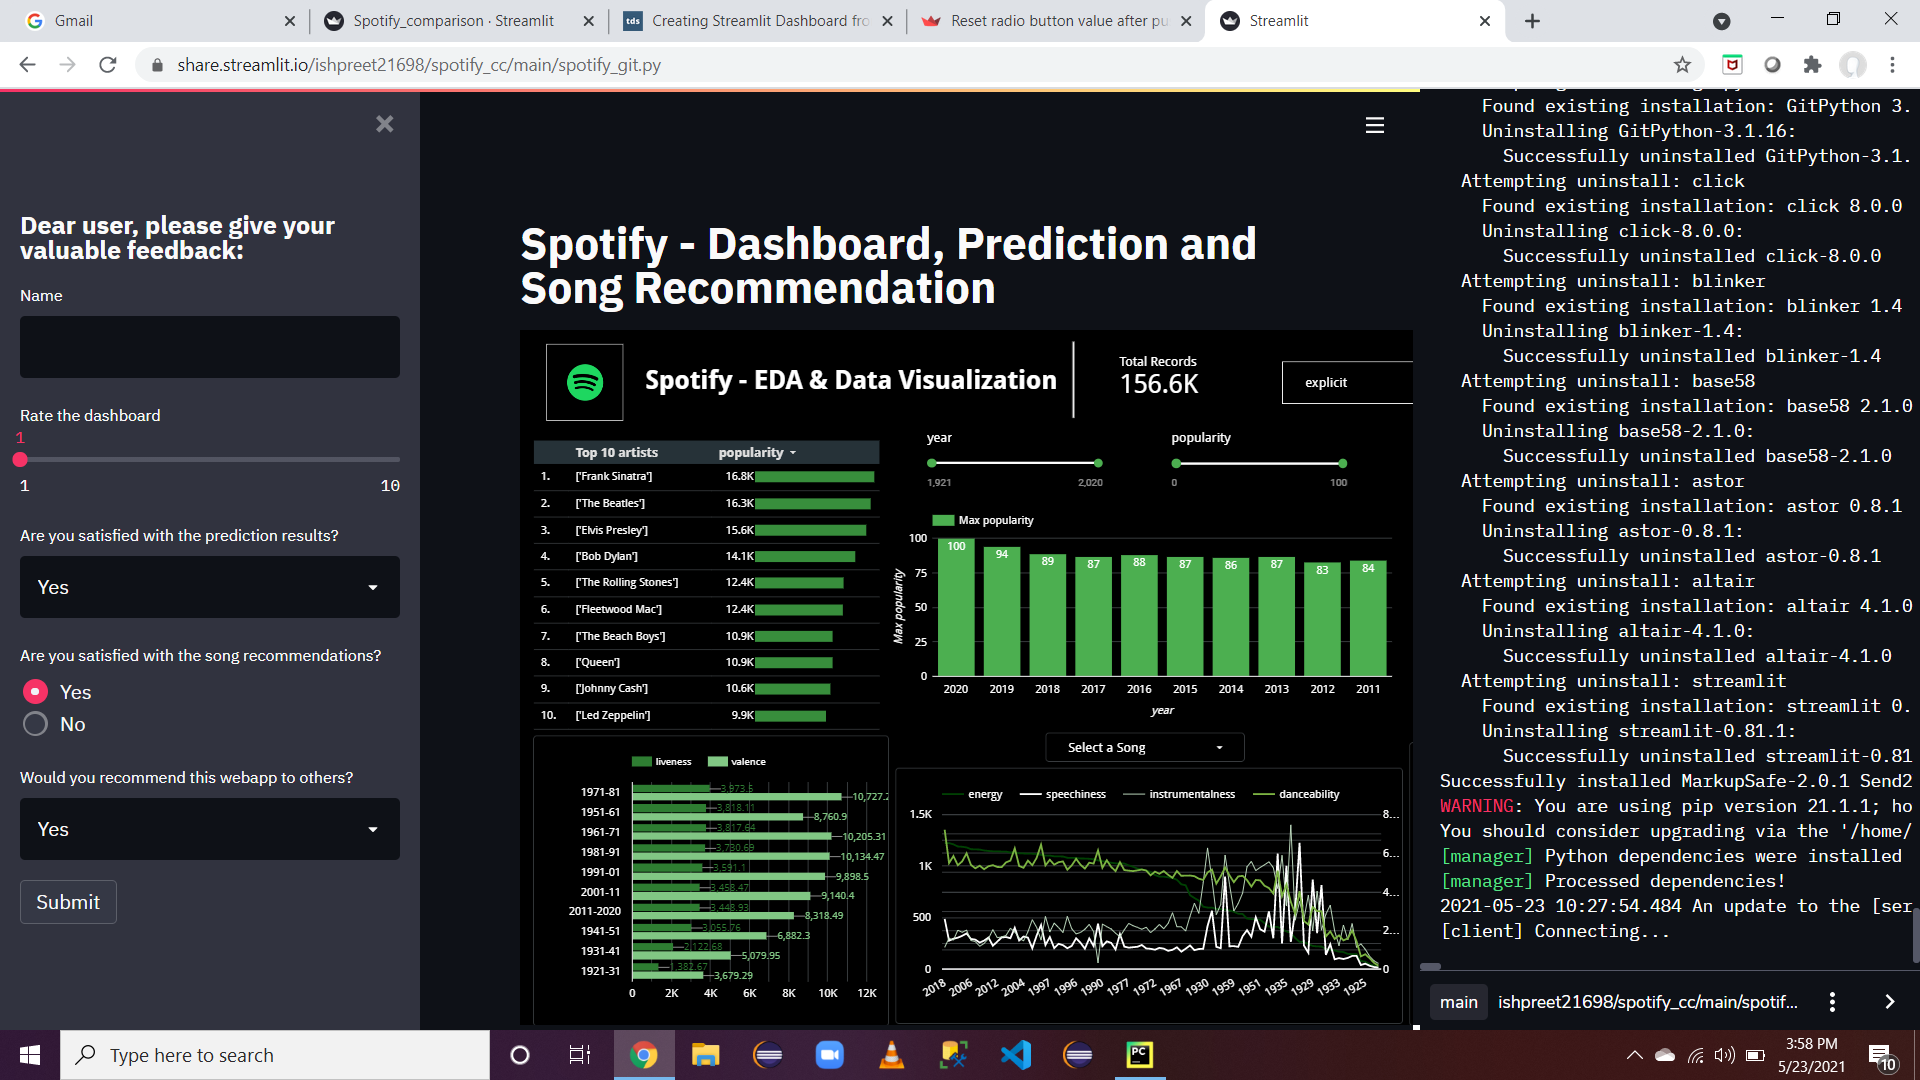 Gmail
Spotify_comparison · Streamlit
Creating Streamlit Dashboard fro
Reset radio button value after pu
Streamlit
share.streamlit.io/ishpreet21698/spotify_cc/main/spotify_git.py
Dear user, please give your
valuable feedback:
Name
Rate the dashboard
1
1 10
Are you satisfied with the prediction results?
Yes
Are you satisfied with the song recommendations?
Yes
No
Would you recommend this webapp to others?
Yes
Submit
Spotify - Dashboard, Prediction and
Song Recommendation
Spotify - EDA & Data Visualization
Total Records
156.6K
explicit
Top 10 artists popularity
1. ['Frank Sinatra'] 16.8K
2. ['The Beatles'] 16.3K
3. ['Elvis Presley'] 15.6K
4. ['Bob Dylan'] 14.1K
5. ['The Rolling Stones'] 12.4K
6. ['Fleetwood Mac'] 12.4K
7. ['The Beach Boys'] 10.9K
8. ['Queen'] 10.9K
9. ['Johnny Cash'] 10.6K
10. ['Led Zeppelin'] 9.9K
year
1,921 2,020
popularity
0 100
Max popularity
100
75
50
25
0
Max popularity
100 94 89 87 88 87 86 87 83 84
2020 2019 2018 2017 2016 2015 2014 2013 2012 2011
year
Select a Song
liveness valence
1971-81 3,973.5 10,727.2
1951-61 3,818.11 8,760.9
1961-71 3,817.64 10,205.31
1981-91 3,730.69 10,134.47
1991-01 3,591.1 9,898.5
2001-11 3,458.47 9,140.4
2011-2020 3,448.93 8,318.49
1941-51 3,055.76 6,882.3
1931-41 2,122.68 5,079.95
1921-31 1,382.67 3,679.29
0 2K 4K 6K 8K 10K 12K
energy speechiness instrumentalness danceability
1.5K 8...
1K 6...
4...
500 2...
0 0
2018 2006 2012 2004 1997 1996 1990 1977 1972 1967 1930 1959 1951 1935 1929 1933 1925
Found existing installation: GitPython 3.
Uninstalling GitPython-3.1.16:
Successfully uninstalled GitPython-3.1.
Attempting uninstall: click
Found existing installation: click 8.0.0
Uninstalling click-8.0.0:
Successfully uninstalled click-8.0.0
Attempting uninstall: blinker
Found existing installation: blinker 1.4
Uninstalling blinker-1.4:
Successfully uninstalled blinker-1.4
Attempting uninstall: base58
Found existing installation: base58 2.1.0
Uninstalling base58-2.1.0:
Successfully uninstalled base58-2.1.0
Attempting uninstall: astor
Found existing installation: astor 0.8.1
Uninstalling astor-0.8.1:
Successfully uninstalled astor-0.8.1
Attempting uninstall: altair
Found existing installation: altair 4.1.0
Uninstalling altair-4.1.0:
Successfully uninstalled altair-4.1.0
Attempting uninstall: streamlit
Found existing installation: streamlit 0.
Uninstalling streamlit-0.81.1:
Successfully uninstalled streamlit-0.81
Successfully installed MarkupSafe-2.0.1 Send2
WARNING: You are using pip version 21.1.1; ho
You should consider upgrading via the '/home/
[manager] Python dependencies were installed
[manager] Processed dependencies!
2021-05-23 10:27:54.484 An update to the [ser
[client] Connecting...
main ishpreet21698/spotify_cc/main/spotif...
Type here to search
PC
3:58 PM
5/23/2021
10